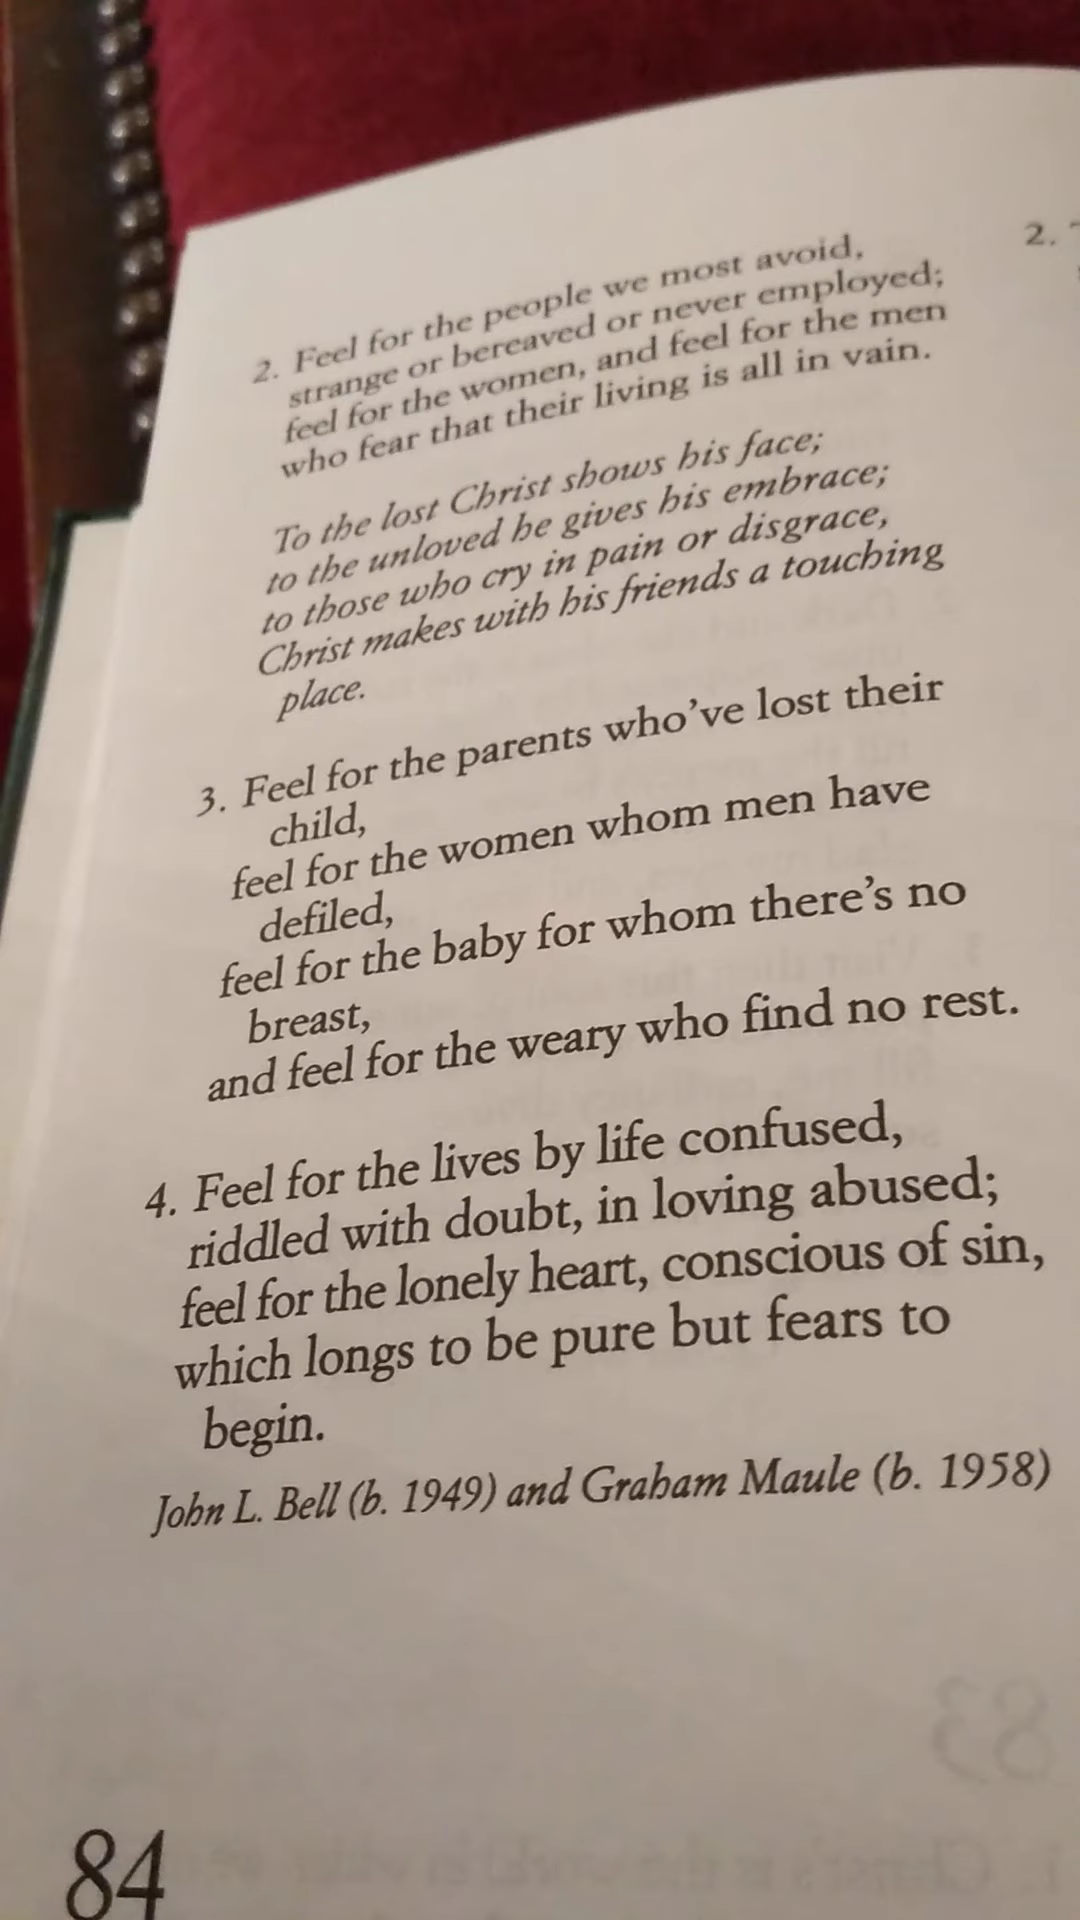 2. Feel for the people we most avoid,
strange or bereaved or never employed;
feel for the women, and feel for the men
who fear that their living is all in vain.
To the lost Christ shows his face;
to the unloved he gives his embrace;
to those who cry in pain or disgrace,
Christ makes with his friends a touching
place.
3. Feel for the parents who've lost their
child,
feel for the women whom men have
defiled,
feel for the baby for whom there's no
breast,
and feel for the weary who find no rest.
4. Feel for the lives by life confused,
riddled with doubt, in loving abused;
feel for the lonely heart, conscious of sin,
which longs to be pure but fears to
begin.
John L. Bell (b. 1949) and Graham Maule (b. 1958)
84
2.
83